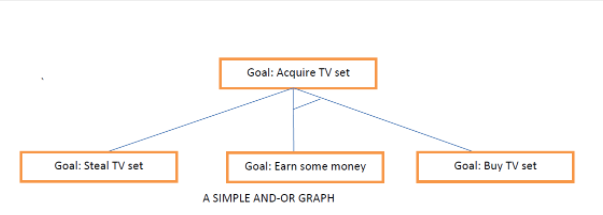 Goal: Acquire TV set
Goal: Steal TV set
Goal: Earn some money
Goal: Buy TV set
A SIMPLE AND-OR GRAPH